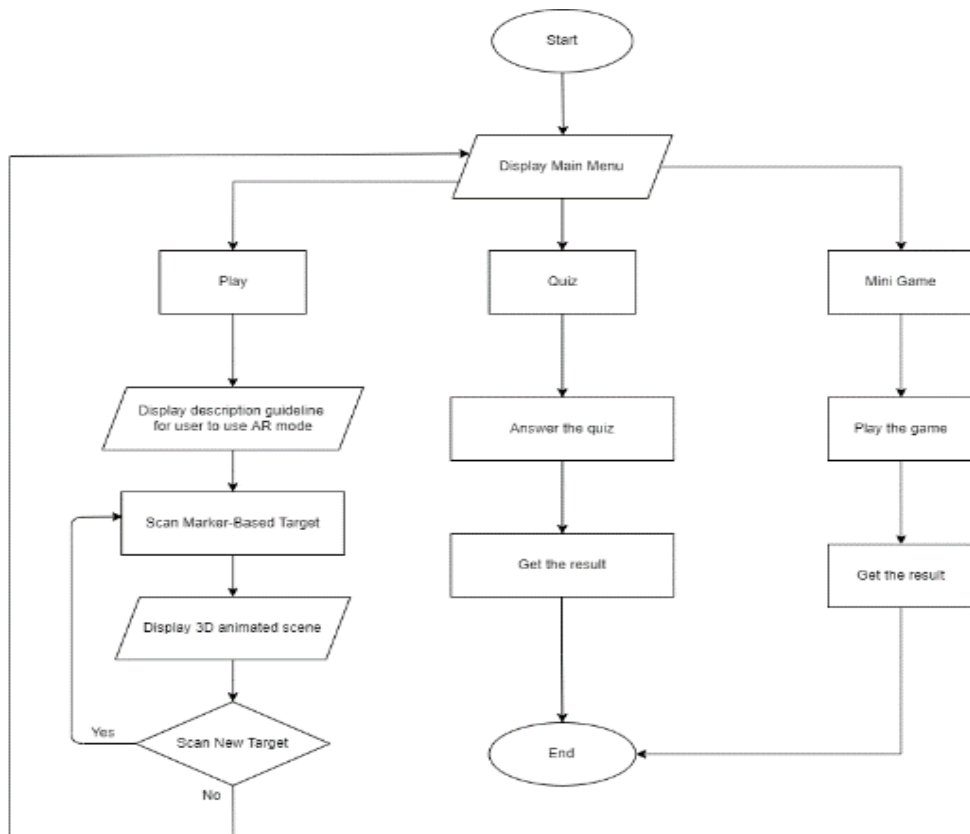 Start
Display Main Menu
Play
Quiz
Mini Game
Display description guideline
for user to use AR mode
Answer the quiz
Play the game
Scan Marker-Based Target
Get the result
Get the result
Display 3D animated scene
Yes
Scan New Target
End
No